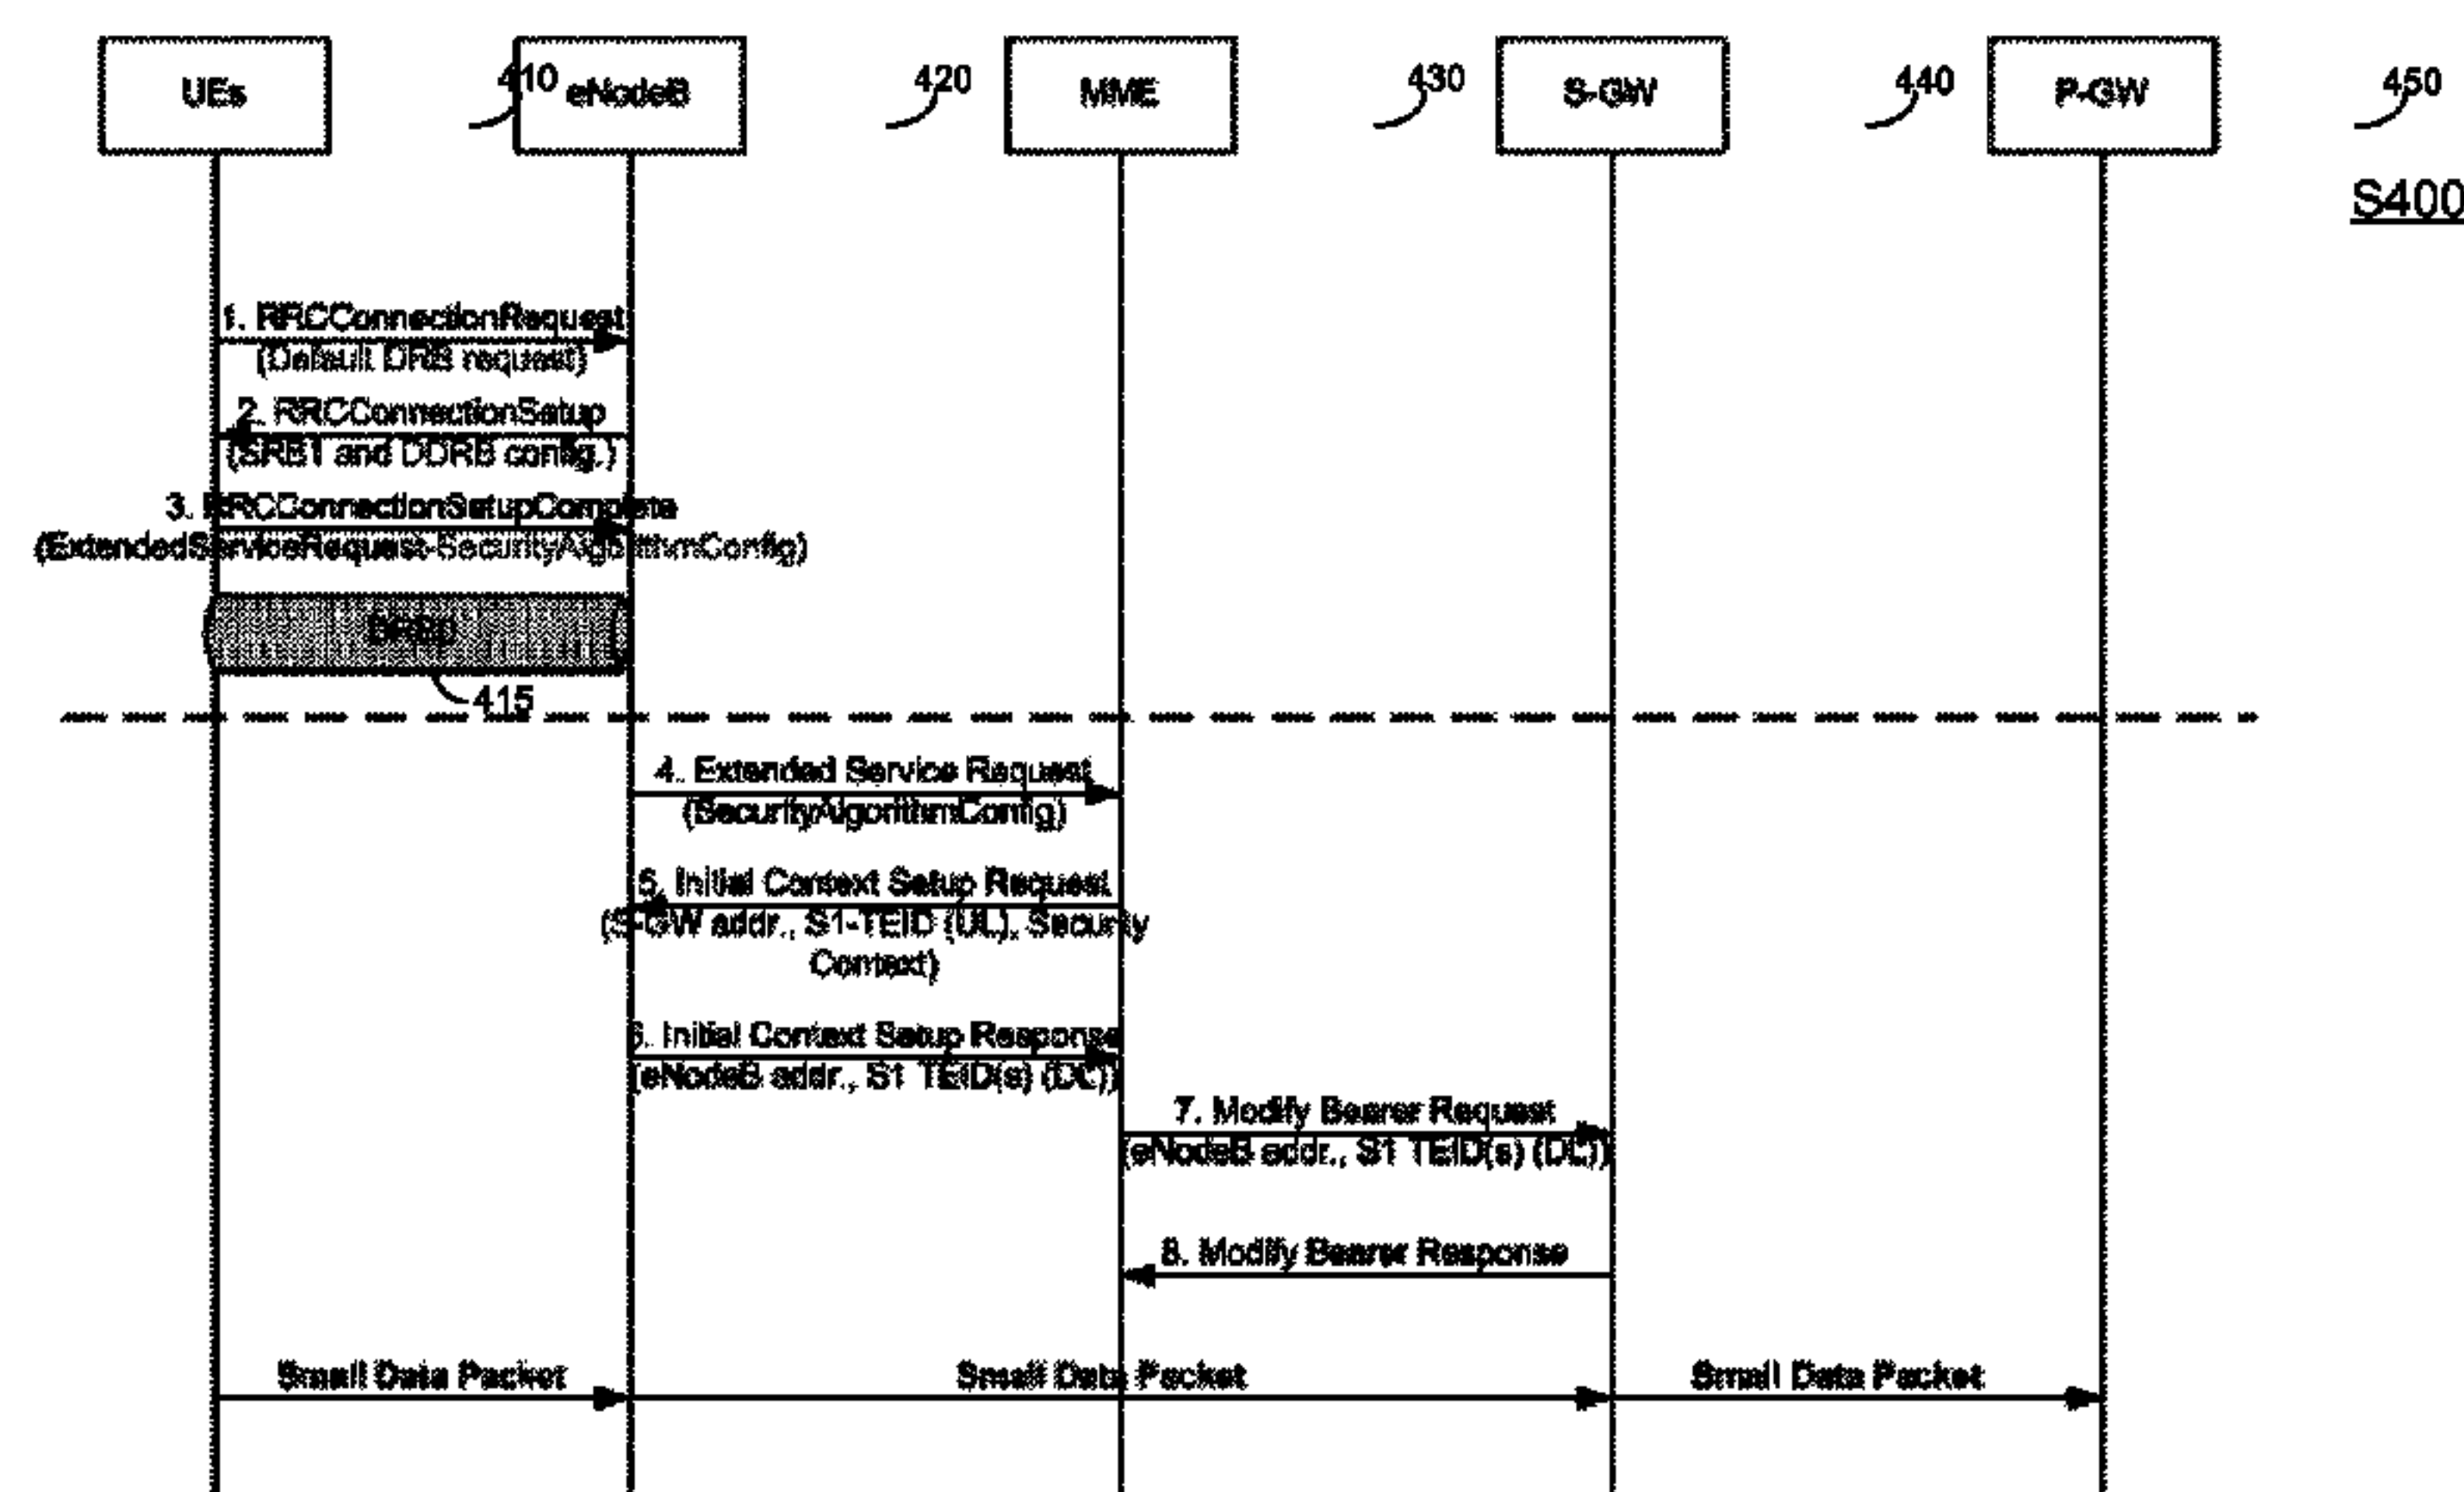 UEs
410
eNodeB
420
MME
430
S-GW
440
P-GW
450
S400
1. RRCConnectionRequest
(Default DRB request)
2. RRCConnectionSetup
(SRB1 and DDRB config.)
3. RRCConnectionSetupComplete
(ExtendedServiceRequest-SecurityAlgorithmConfig)
415
4. Extended Service Request
(SecurityAlgorithmConfig)
5. Initial Context Setup Request
(S-GW addr., S1-TEID (UL), Security
Context)
6. Initial Context Setup Response
(eNodeB addr., S1 TEID(s) (DL))
7. Modify Bearer Request
(eNodeB addr., S1 TEID(s) (DL))
8. Modify Bearer Response
Small Data Packet
Small Data Packet
Small Data Packet